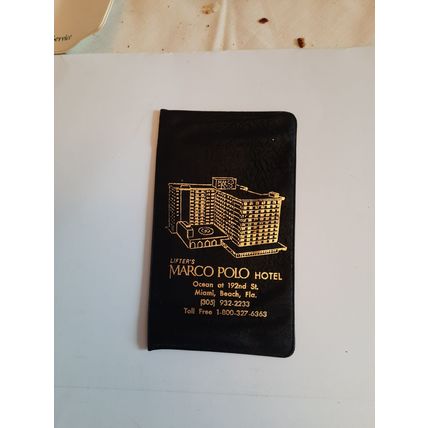 LIFTER'S
MARCO POLO HOTEL
Ocean at 192nd St.
Miami, Beach, Fla.
(305) 932-2233
Toll Free 1-800-327-6363